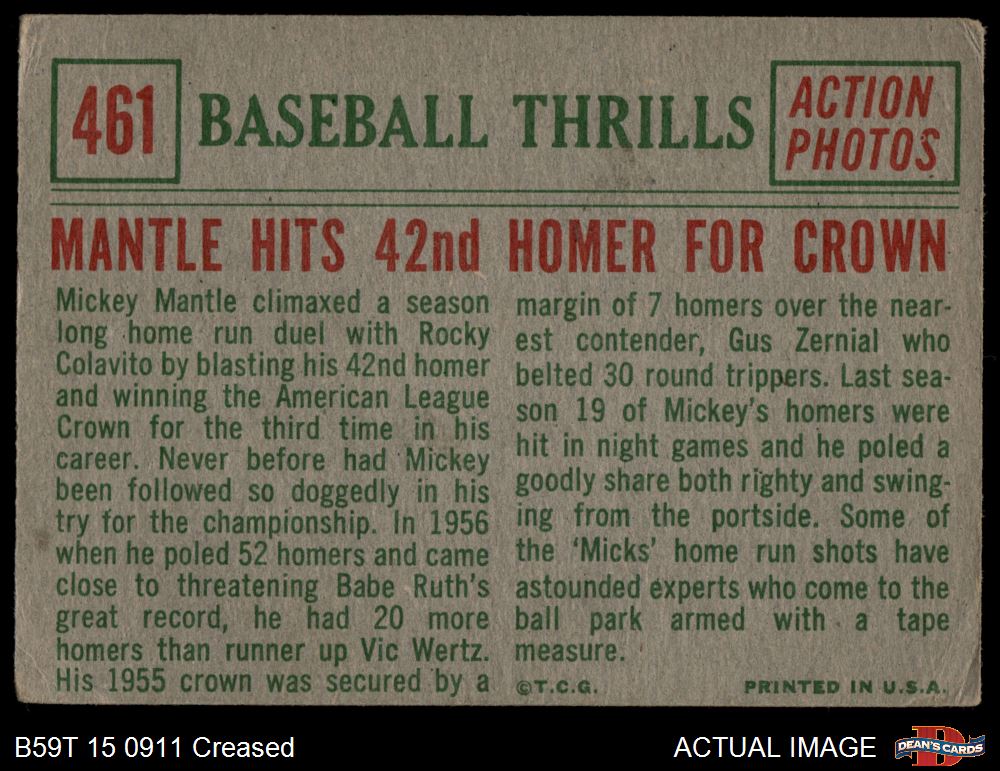 461
BASEBALL THRILLS
ACTION
PHOTOS
MANTLE HITS 42nd HOMER FOR CROWN
Mickey Mantle climaxed a season
long home run duel with Rocky
Colavito by blasting his 42nd homer
and winning the American League
Crown for the third time in his
career. Never before had Mickey
been followed so doggedly in his
try for the championship. In 1956
when he poled 52 homers and came
close to threatening Babe Ruth's
great record, he had 20 more
homers than runner up Vic Wertz.
His 1955 crown was secured by a
margin of 7 homers over the near-
est contender, Gus Zernial who
belted 30 round trippers. Last sea-
son 19 of Mickey's homers were
hit in night games and he poled a
goodly share both righty and swing-
ing from the portside. Some of
the 'Micks' home run shots have
astounded experts who come to the
ball park armed with a tape
measure.
©T.C.G.
PRINTED IN U.S.A.
B59T 15 0911 Creased
ACTUAL IMAGE
D
DEAN'S CARDS